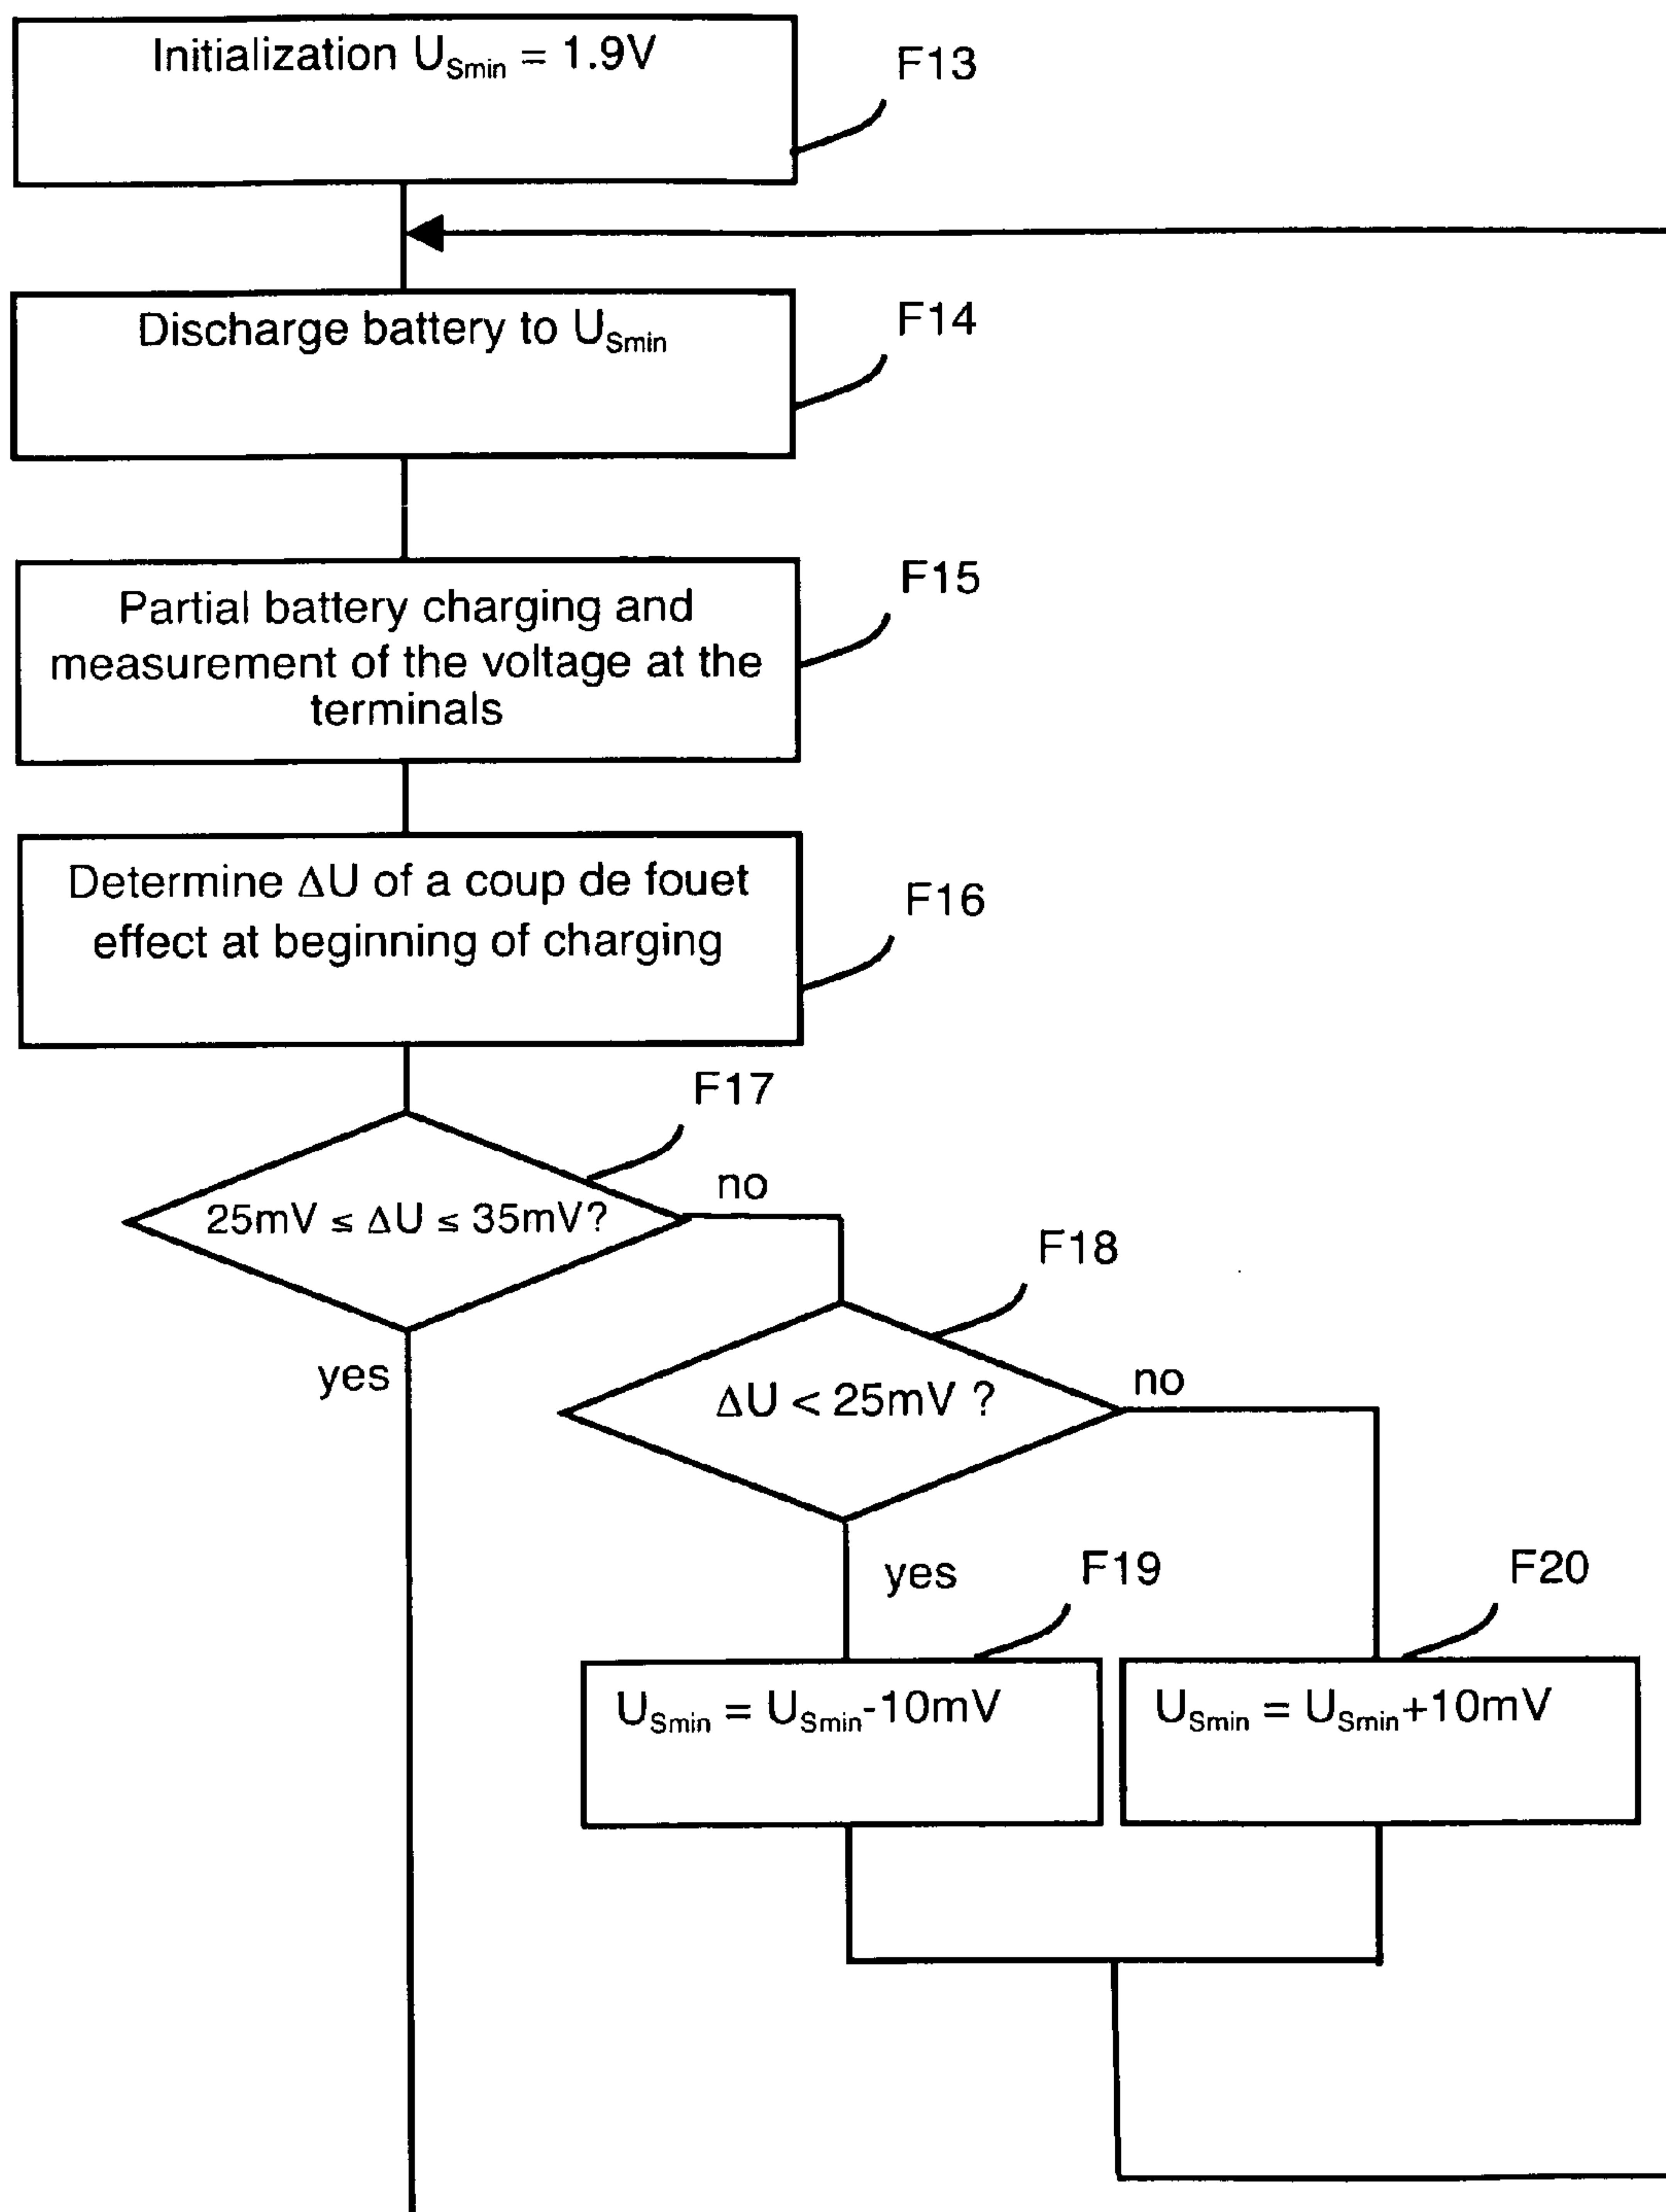 Initialization U_Smin = 1.9V
F13
Discharge battery to U_Smin
F14
Partial battery charging and
measurement of the voltage at the
terminals
F15
Determine ΔU of a coup de fouet
effect at beginning of charging
F16
F17
25mV ≤ ΔU ≤ 35mV?
no
yes
F18
ΔU < 25mV ?
no
yes
F19
F20
U_Smin = U_Smin-10mV
U_Smin = U_Smin+10mV